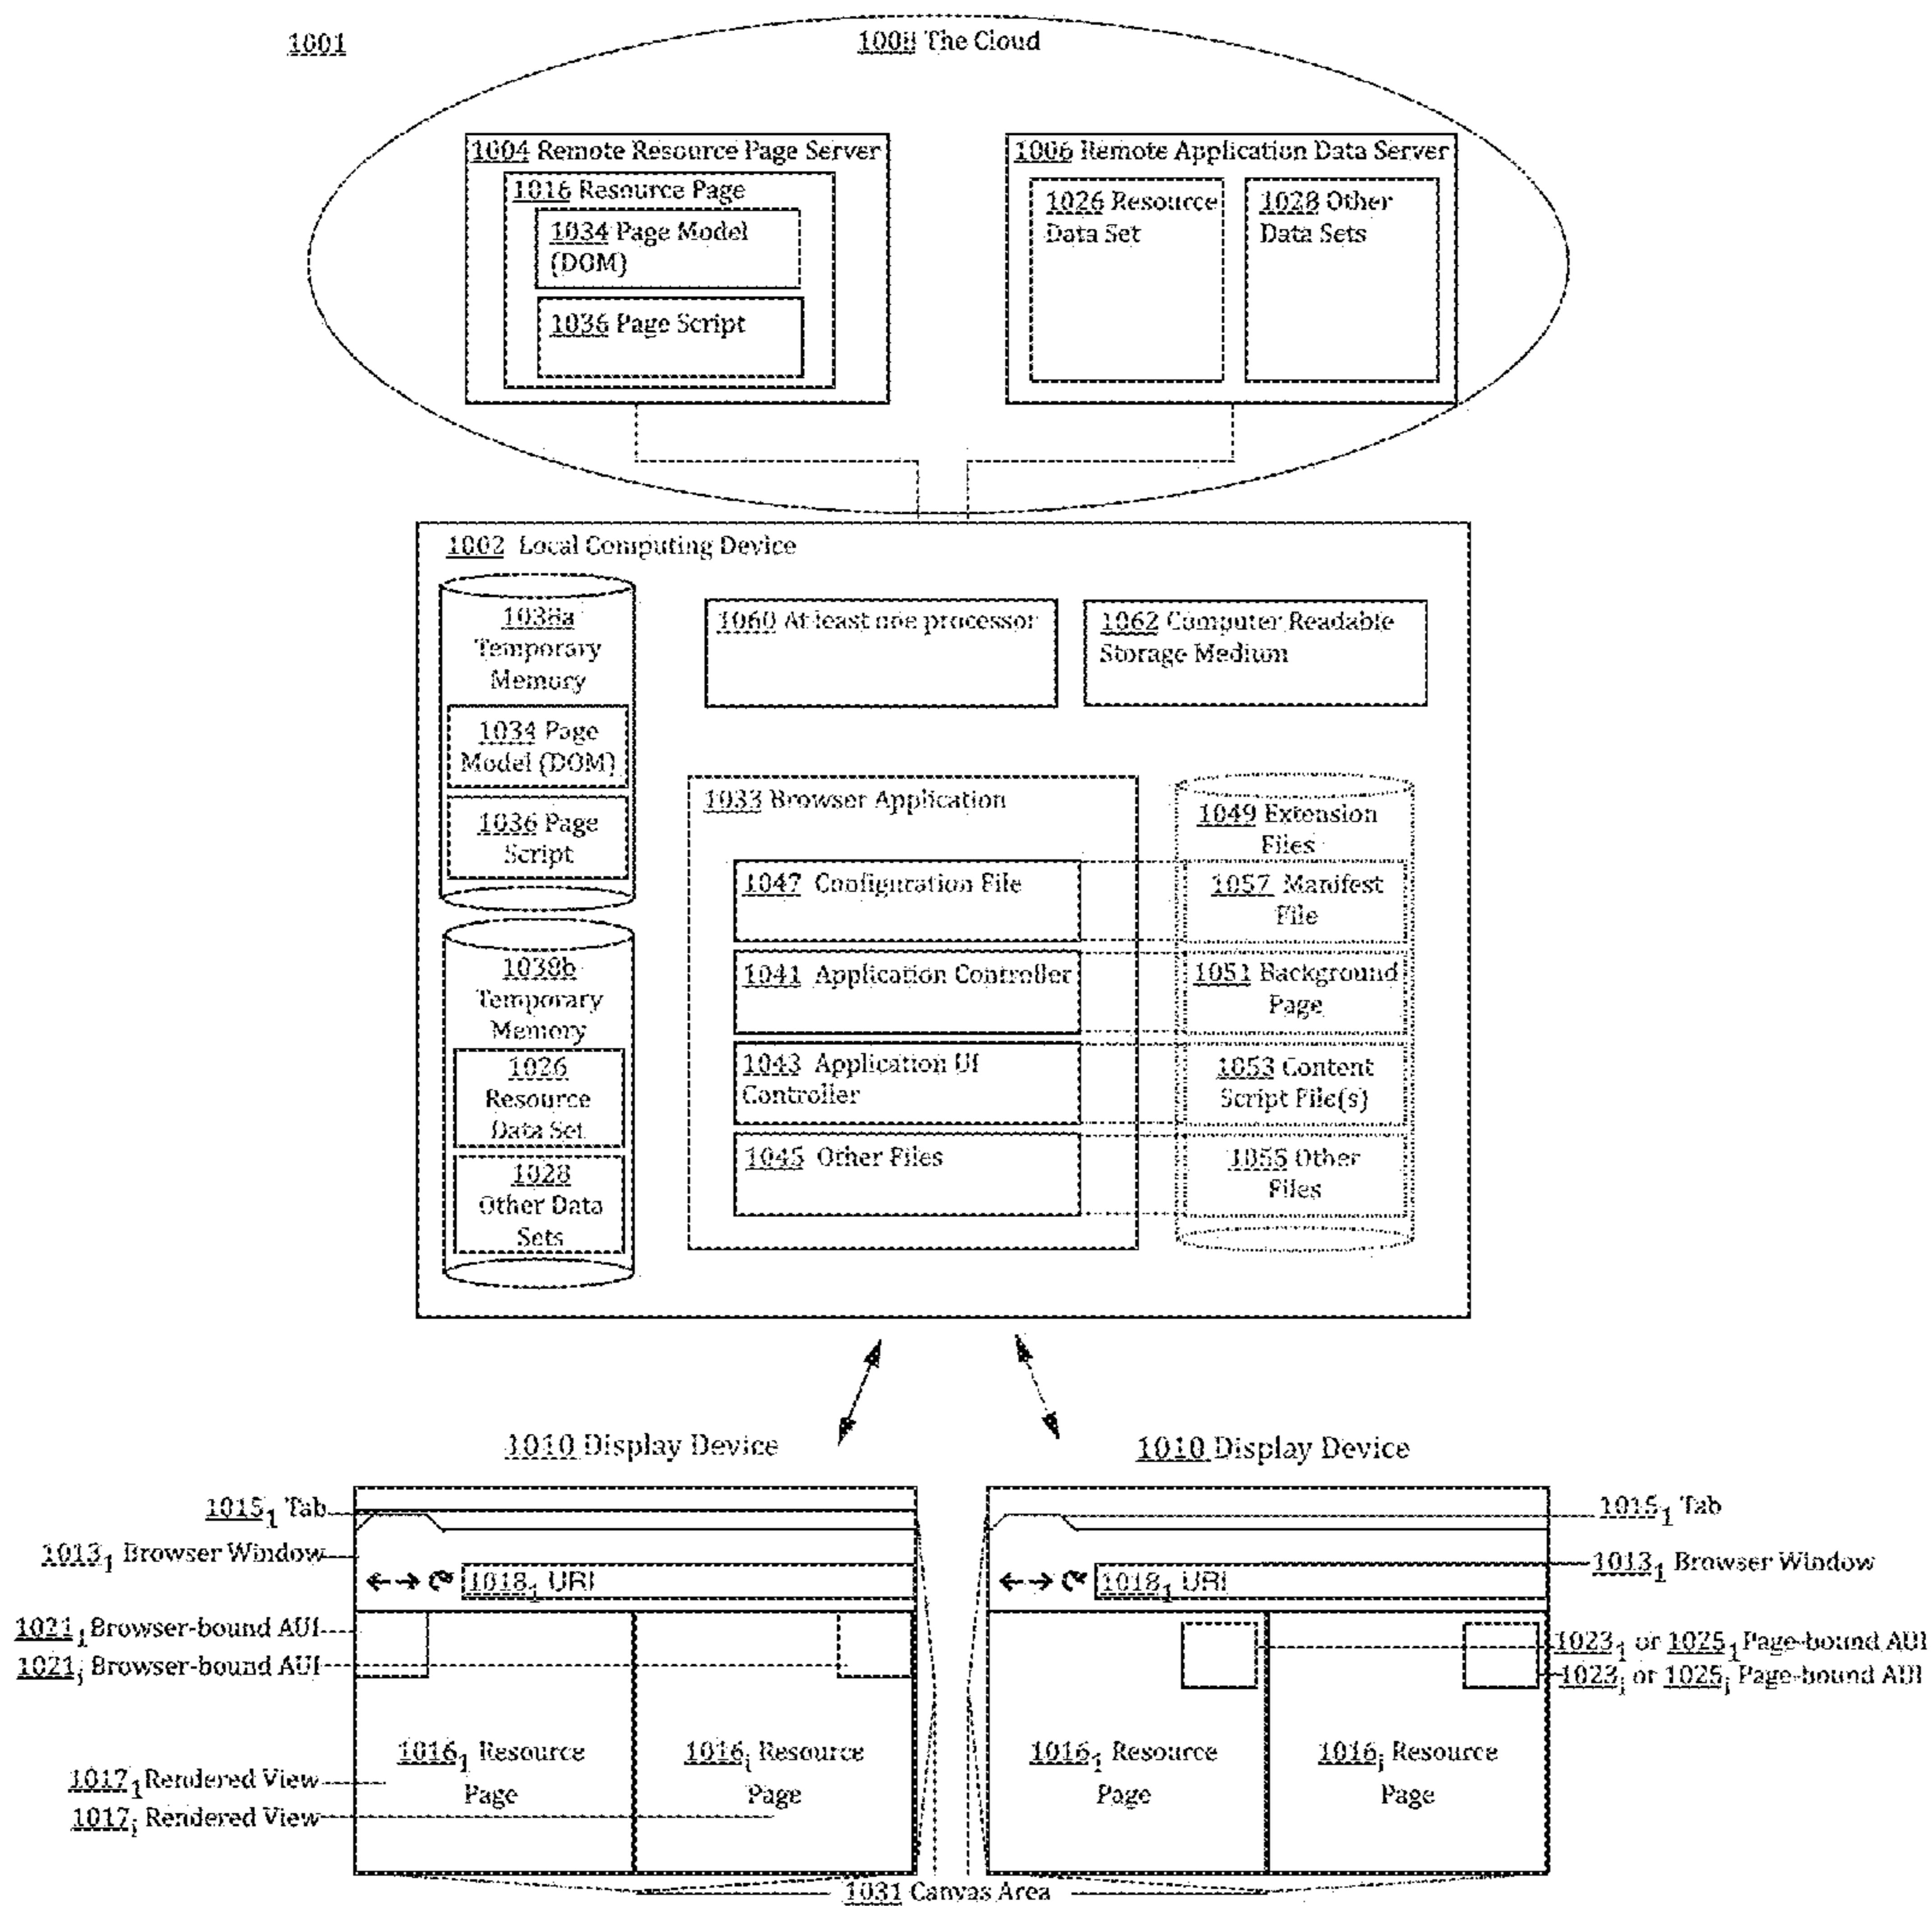 1001
1008 The Cloud
1004 Remote Resource Page Server
1016 Resource Page
1034 Page Model
(DOM)
1036 Page Script
1006 Remote Application Data Server
1026 Resource
Data Set
1028 Other
Data Sets
1002 Local Computing Device
1038a
Temporary
Memory
1034 Page
Model (DOM)
1036 Page
Script
1038b
Temporary
Memory
1026
Resource
Data Set
1028
Other Data
Sets
1060 At least one processor
1062 Computer Readable
Storage Medium
1033 Browser Application
1047 Configuration File
1041 Application Controller
1043 Application UI
Controller
1045 Other Files
1049 Extension
Files
1057 Manifest
File
1051 Background
Page
1053 Content
Script File(s)
1055 Other
Files
1010 Display Device
1015₁ Tab
1013₁ Browser Window
1018₁ URI
1021₁ Browser-bound AUI
1021ᵢ Browser-bound AUI
1016₁ Resource
Page
1016ᵢ Resource
Page
1017₁ Rendered View
1017ᵢ Rendered View
1010 Display Device
1015₁ Tab
1013₁ Browser Window
1018₁ URI
1023₁ or 1025₁ Page-bound AUI
1023ᵢ or 1025ᵢ Page-bound AUI
1016₁ Resource
Page
1016ᵢ Resource
Page
1031 Canvas Area